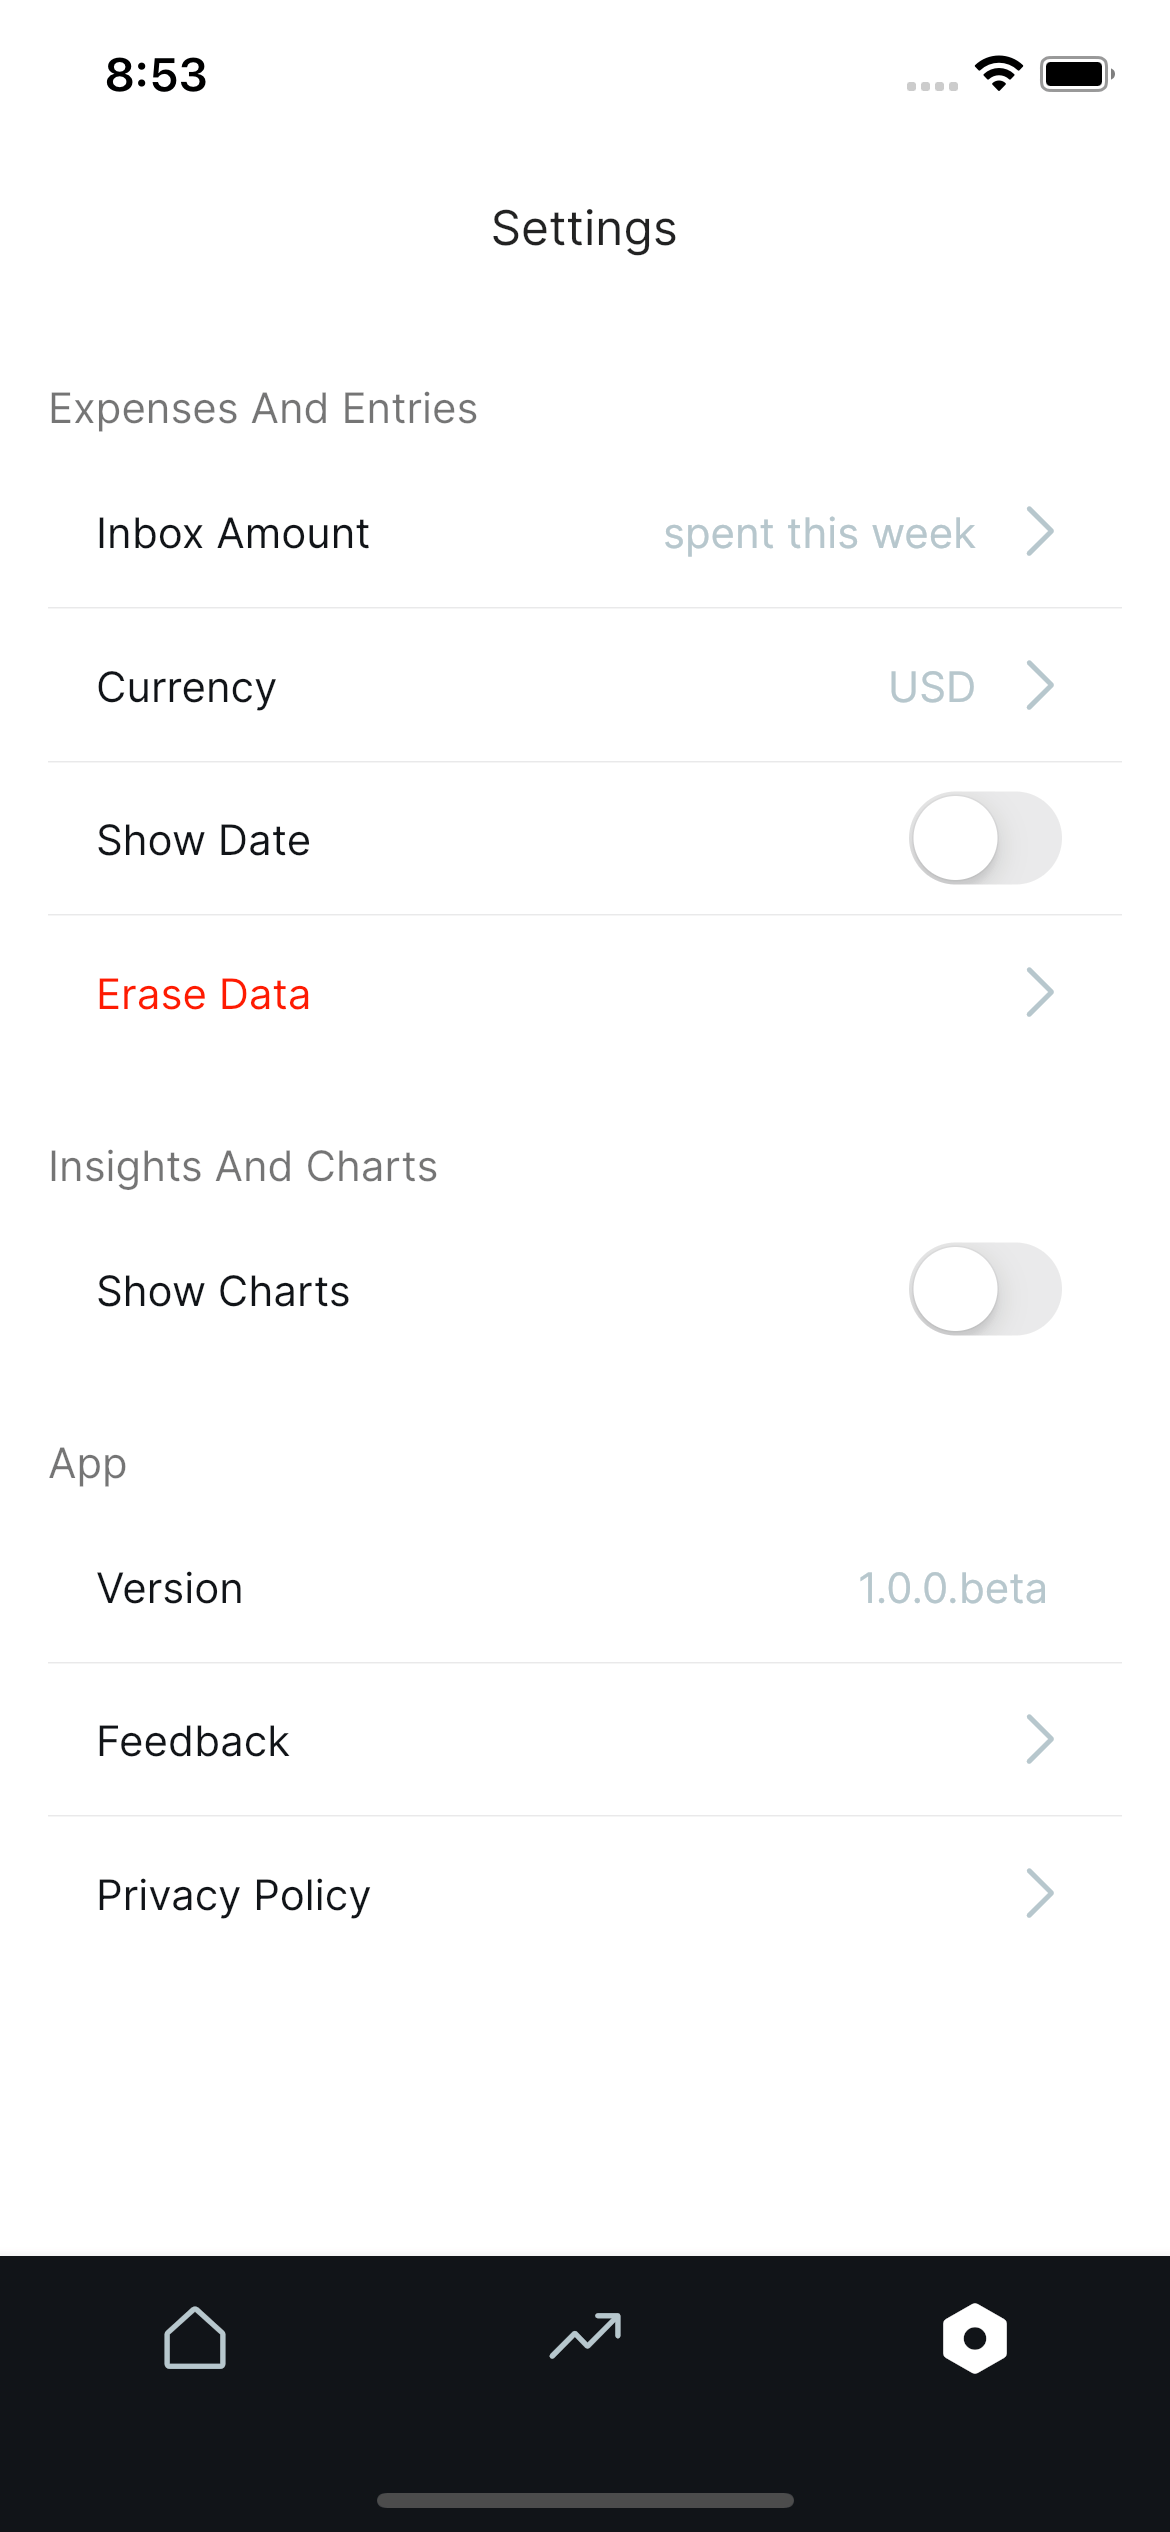 8:53
Settings
Expenses And Entries
Inbox Amount spent this week
Currency USD
Show Date
Erase Data
Insights And Charts
Show Charts
App
Version 1.0.0.beta
Feedback
Privacy Policy